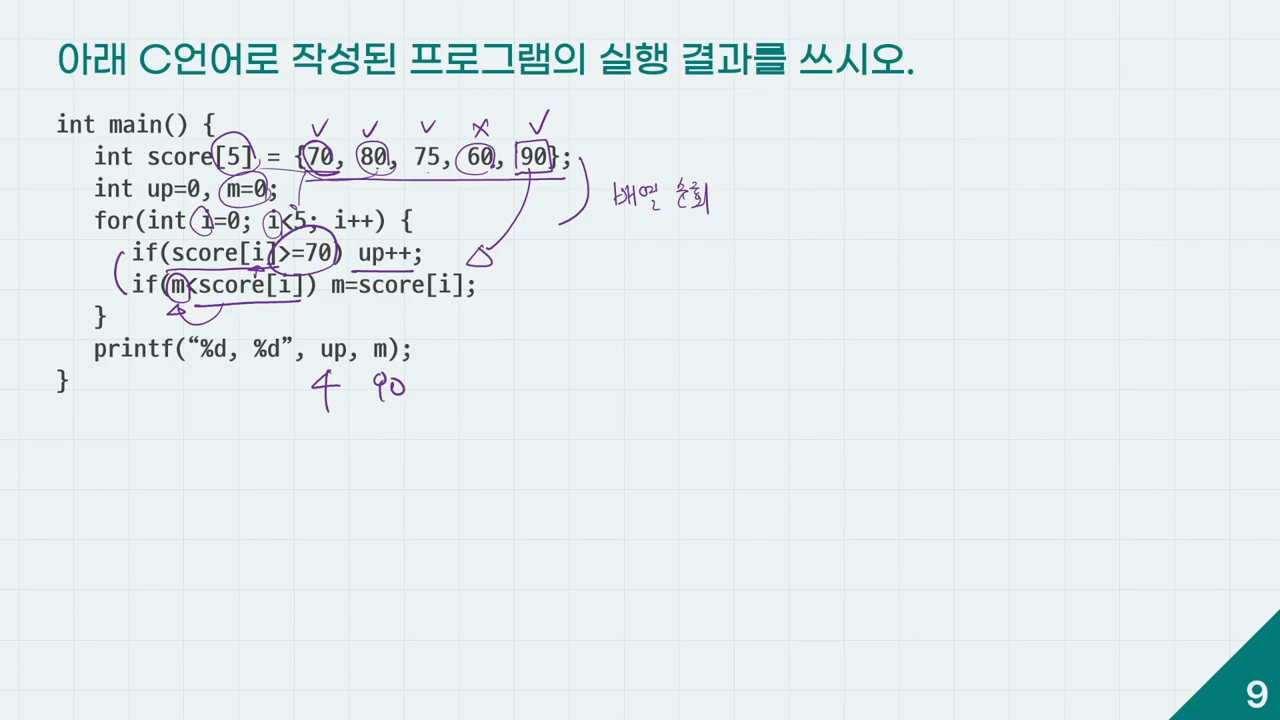 아래 C언어로 작성된 프로그램의 실행 결과를 쓰시오.
int main() {
int score[5] = {70, 80, 75, 60, 90};
int up=0, m=0;
배열 순회
for(int i=0; i<5; i++) {
if(score[i]>=70) up++;
if(m<score[i]) m=score[i];
}
printf(“%d, %d”, up, m);
}
4 90
9